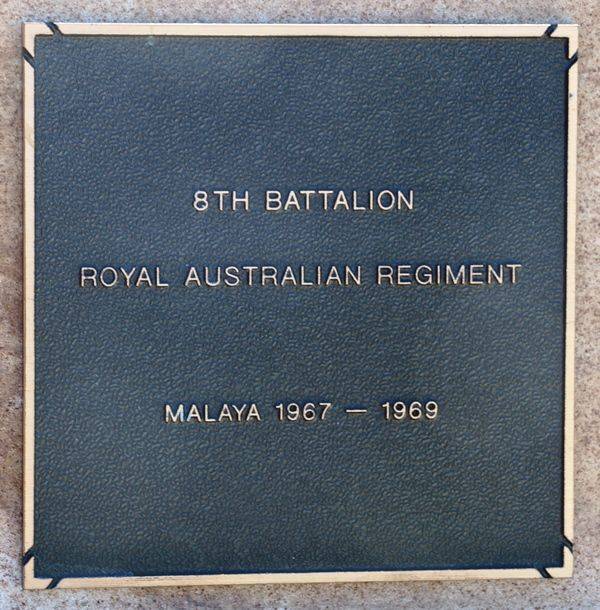 8TH BATTALION
ROYAL AUSTRALIAN REGIMENT
MALAYA 1967 — 1969